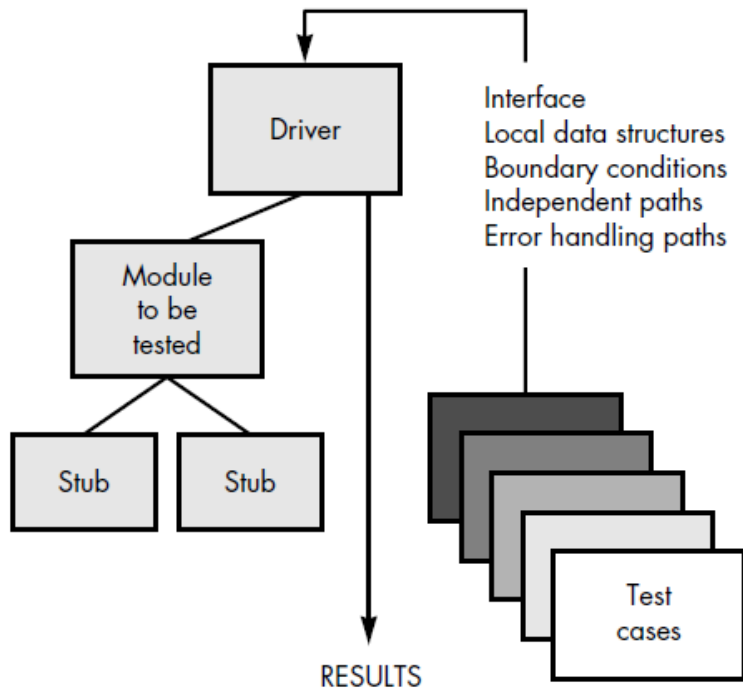 Driver
Interface
Local data structures
Boundary conditions
Independent paths
Error handling paths
Module
to be
tested
Stub
Stub
Test
cases
RESULTS